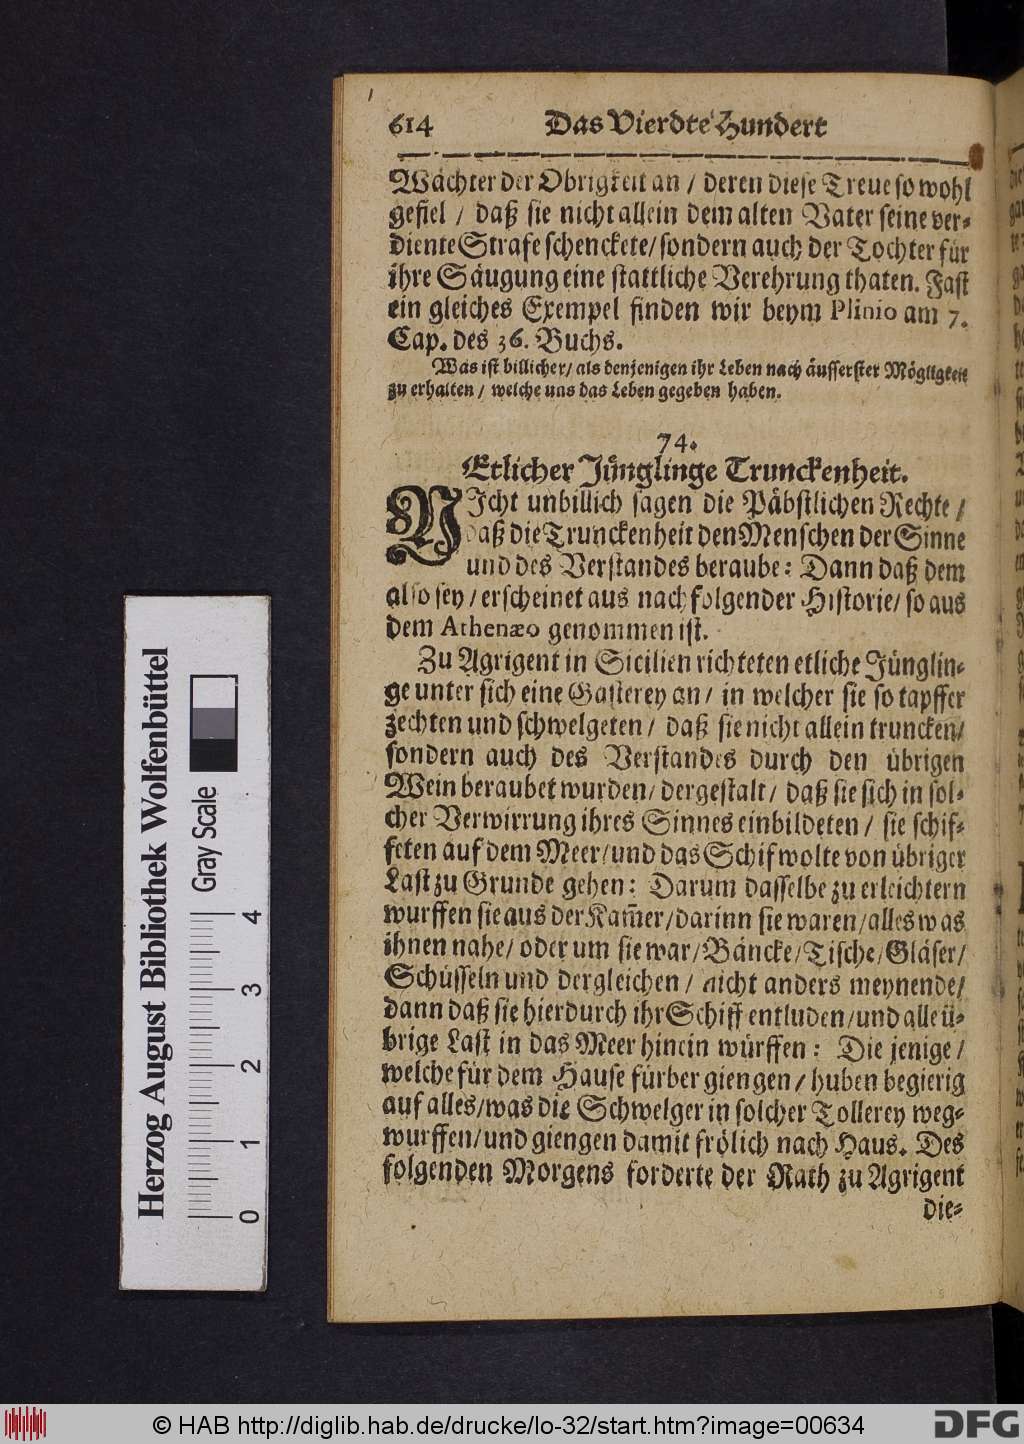 614 Das Vierdte Hundert
Wächter der Obrigkeit an / deren diese Treue so wohl
gefiel / daß sie nicht allein dem alten Vater seine ver-
diente Strafe schenckete / sondern auch der Tochter für
ihre Säugung eine stattliche Verehrung thaten. Fast
ein gleiches Exempel finden wir beym Plinio am 7.
Cap. des 36. Buchs.
Was ist billicher / als denjenigen ihr Leben nach äusserster Mögligkeit
zu erhalten / welche uns das Leben gegeben haben.
74.
Etlicher Jünglinge Trunckenheit.
NIcht unbillich sagen die Päbstlichen Rechte /
daß die Trunckenheit den Menschen der Sinne
und des Verstandes beraube: Dann daß dem
also sey / erscheinet aus nachfolgender Historie / so aus
dem Athenæo genommen ist.
Zu Agrigent in Sicilien richteten etliche Jünglin-
ge unter sich eine Gasterey an / in welcher sie so tapffer
zechten und schwelgeten / daß sie nicht allein truncken /
sondern auch des Verstandes durch den übrigen
Wein beraubet wurden / dergestalt / daß sie sich in sol-
cher Verwirrung ihres Sinnes einbildeten / sie schif-
feten auf dem Meer / und das Schif wolte von übriger
Last zu Grunde gehen: Darum dasselbe zu erleichtern
wurffen sie aus der Kam̃er / darinn sie waren / alles was
ihnen nahe / oder um sie war / Bäncke / Tische / Gläser /
Schüsseln und dergleichen / nicht anders meynende /
dann daß sie hierdurch ihr Schiff entluden / und alle ü-
brige Last in das Meer hinein würffen: Die jenige /
welche für dem Hause fürber giengen / huben begierig
auf alles / was die Schwelger in solcher Tollerey weg-
wurffen / und giengen damit frölich nach Haus. Des
folgenden Morgens forderte der Rath zu Agrigent
die-
Herzog August Bibliothek Wolfenbüttel
Gray Scale
0 1 2 3 4
© HAB http://diglib.hab.de/drucke/lo-32/start.htm?image=00634
DFG